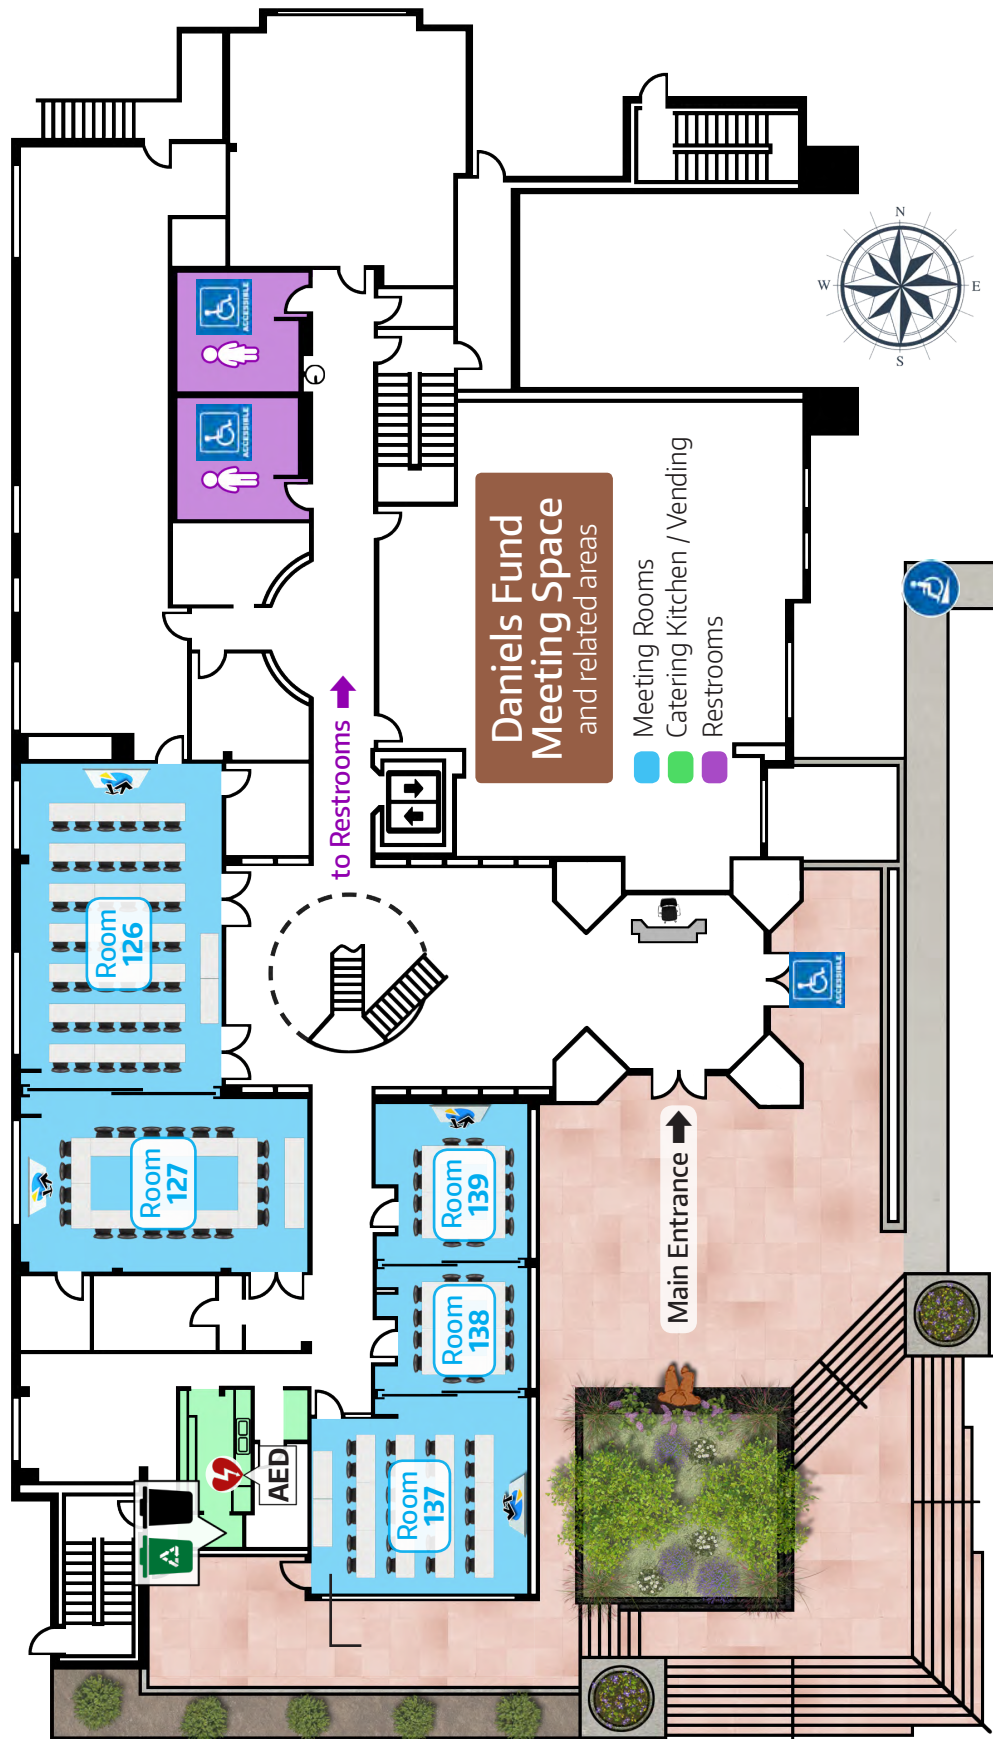 N
W
E
S
ACCESSIBLE
ACCESSIBLE
Daniels Fund
Meeting Space
and related areas
Meeting Rooms
Catering Kitchen / Vending
Restrooms
to Restrooms
Room
126
Room
127
Room
139
Room
138
Room
137
ACCESSIBLE
Main Entrance
AED